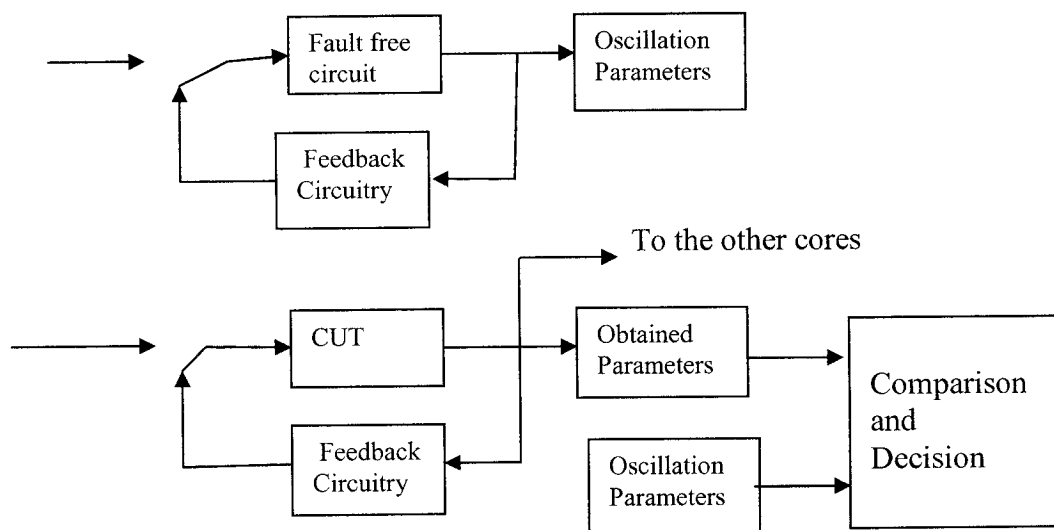 Fault free
circuit
Oscillation
Parameters
Feedback
Circuitry
To the other cores
CUT
Obtained
Parameters
Comparison
and
Decision
Feedback
Circuitry
Oscillation
Parameters